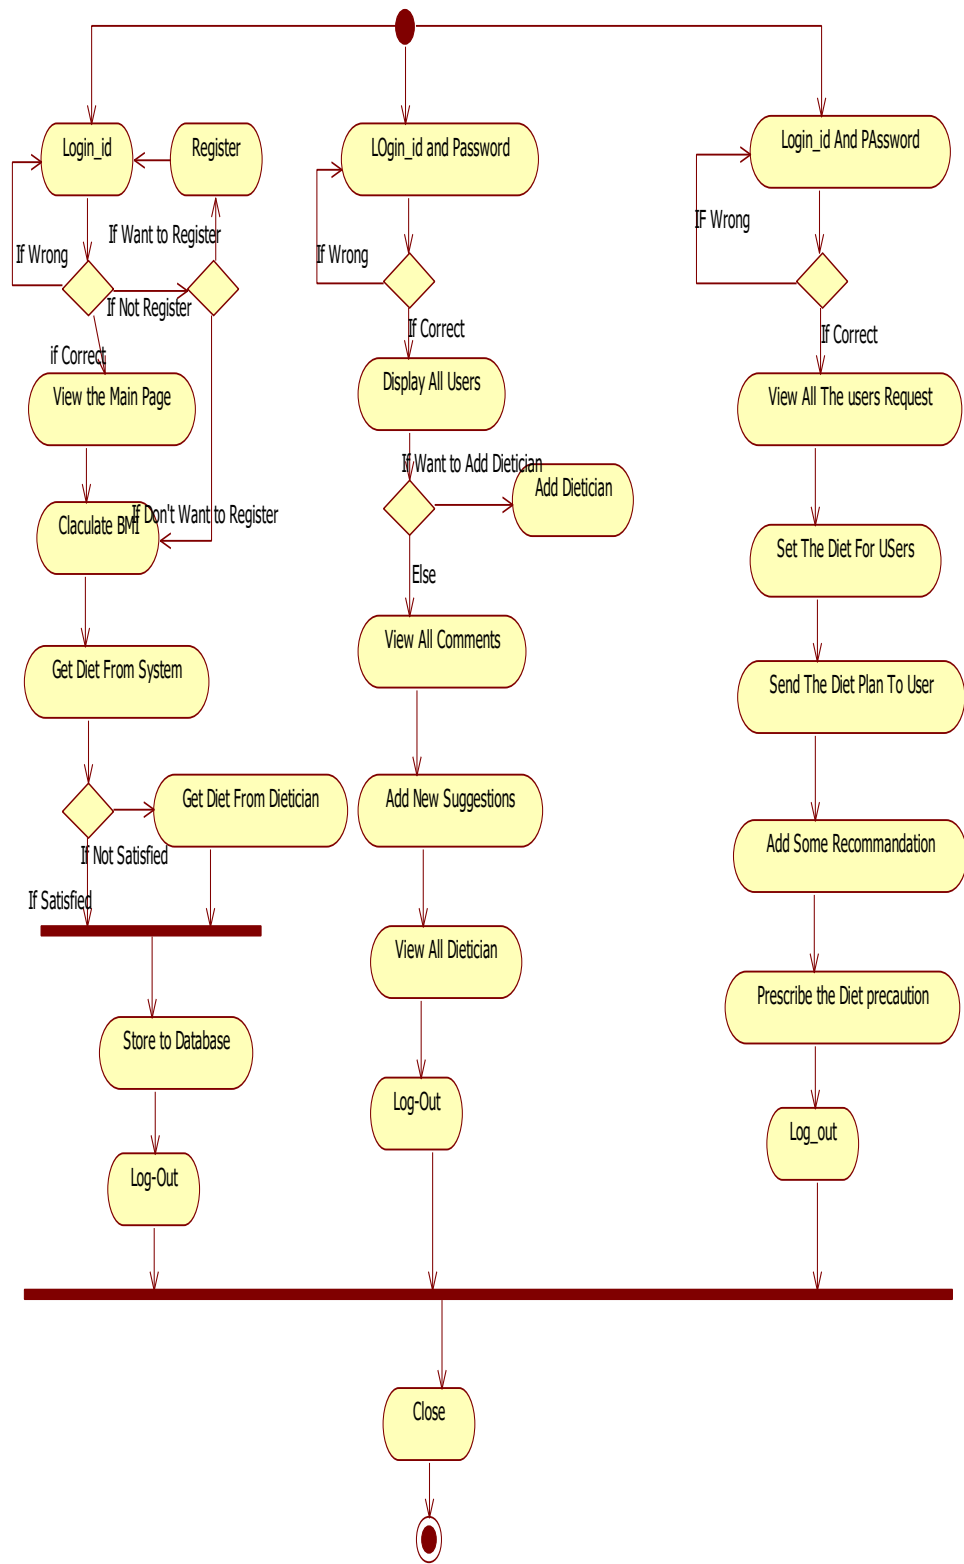 Login_id
Register
If Want to Register
If Wrong
If Not Register
if Correct
View the Main Page
Claculate BMI
If Don't Want to Register
Get Diet From System
Get Diet From Dietician
If Not Satisfied
If Satisfied
Store to Database
Log-Out
LOgin_id and Password
If Wrong
If Correct
Display All Users
If Want to Add Dietician
Add Dietician
Else
View All Comments
Add New Suggestions
View All Dietician
Log-Out
Login_id And PAssword
IF Wrong
If Correct
View All The users Request
Set The Diet For USers
Send The Diet Plan To User
Add Some Recommandation
Prescribe the Diet precaution
Log_out
Close